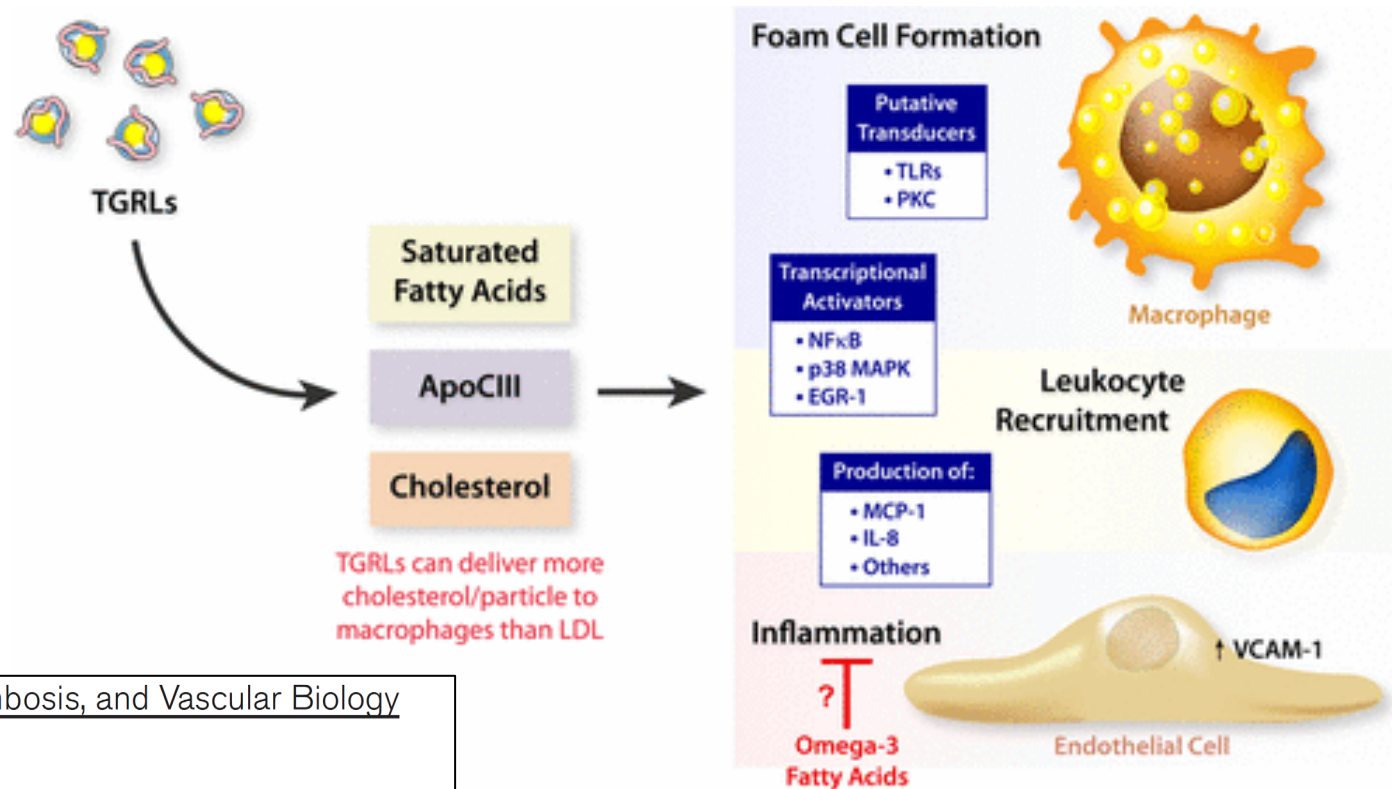 TGRLs
Saturated
Fatty Acids
ApoCIII
Cholesterol
TGRLs can deliver more
cholesterol/particle to
macrophages than LDL
Foam Cell Formation
Putative
Transducers
• TLRs
• PKC
Macrophage
Transcriptional
Activators
• NFκB
• p38 MAPK
• EGR-1
Leukocyte
Recruitment
Production of:
• MCP-1
• IL-8
• Others
Inflammation
↑ VCAM-1
?
Omega-3
Fatty Acids
Endothelial Cell
nbosis, and Vascular Biology